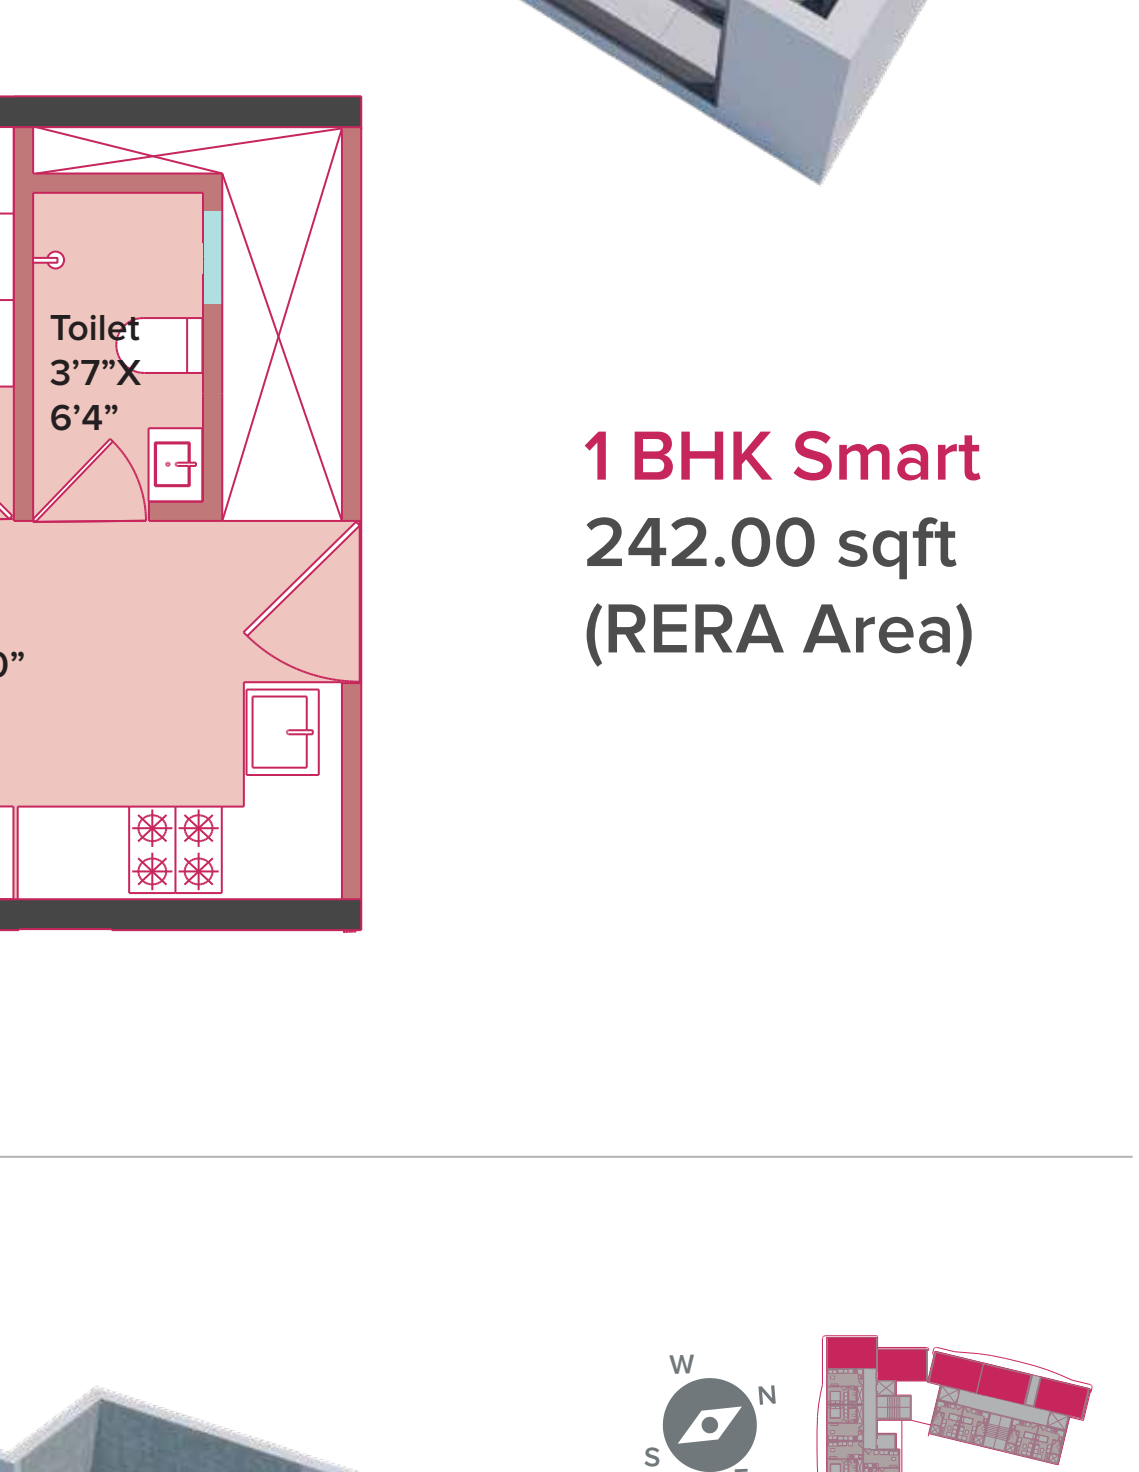 Toilet
3’7”X
6’4”
1 BHK Smart
242.00 sqft
(RERA Area)
W
N
S